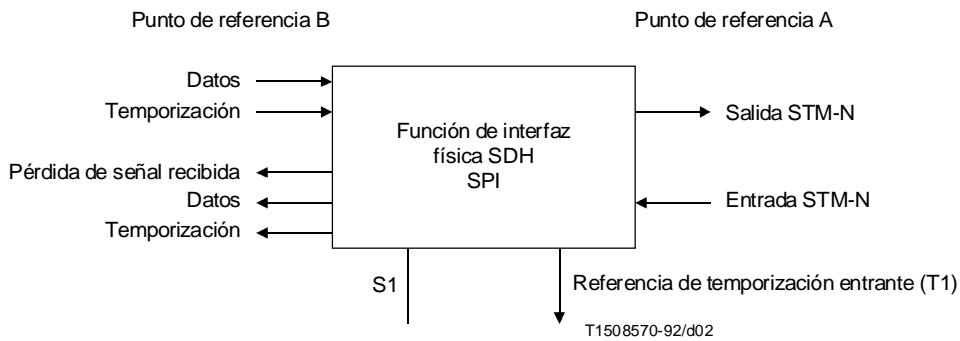 Punto de referencia B
Punto de referencia A
Datos
Temporización
Pérdida de señal recibida
Datos
Temporización
Función de interfaz
física SDH
SPI
Salida STM-N
Entrada STM-N
S1
Referencia de temporización entrante (T1)
T1508570-92/d02